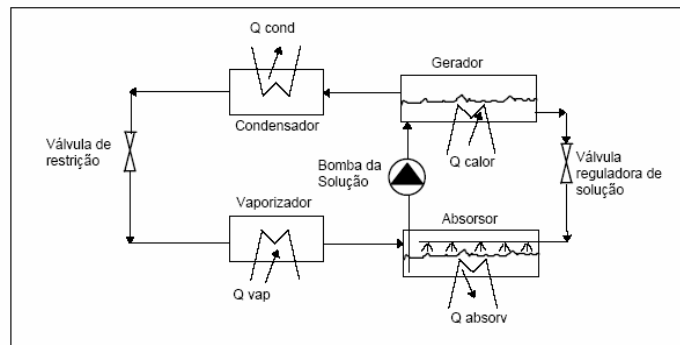 Q cond
Gerador
Condensador
Válvula de
restrição
Bomba da
Solução
Q calor
Válvula
reguladora de
solução
Vaporizador
Absorsor
Q vap
Q absorv